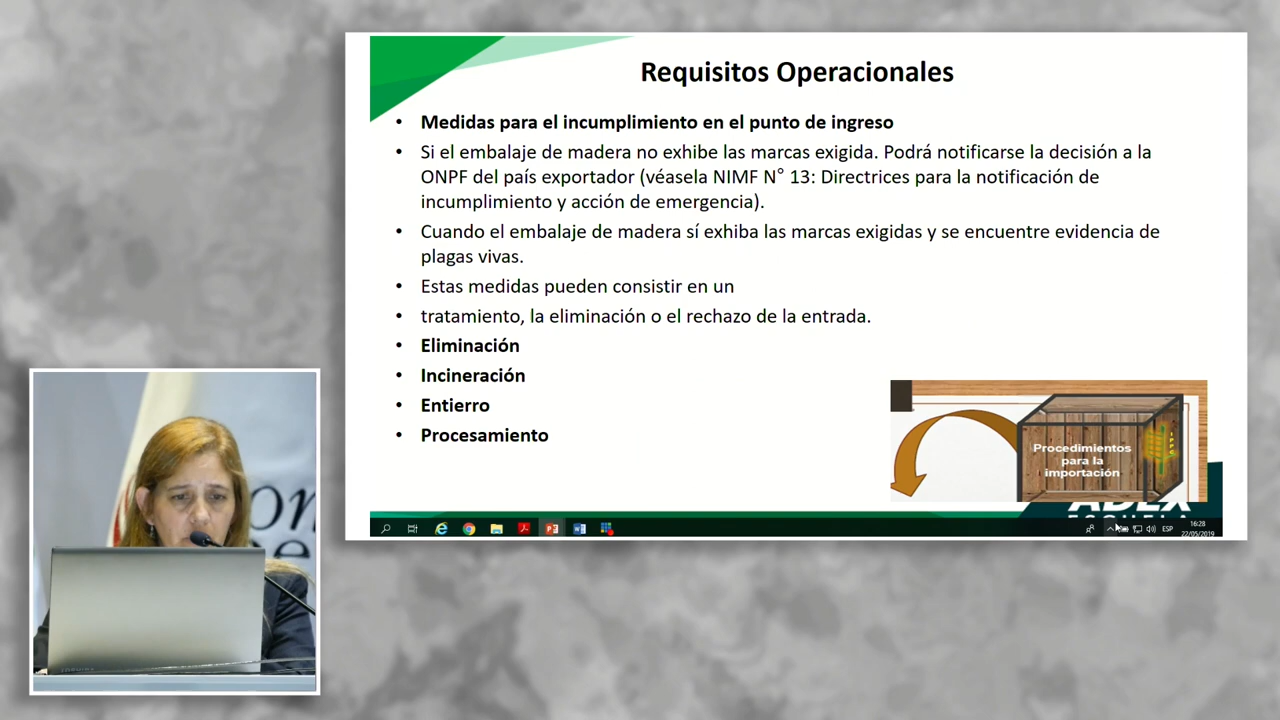 Requisitos Operacionales
• Medidas para el incumplimiento en el punto de ingreso
• Si el embalaje de madera no exhibe las marcas exigida. Podrá notificarse la decisión a la
ONPF del país exportador (véasela NIMF N° 13: Directrices para la notificación de
incumplimiento y acción de emergencia).
• Cuando el embalaje de madera sí exhiba las marcas exigidas y se encuentre evidencia de
plagas vivas.
• Estas medidas pueden consistir en un
• tratamiento, la eliminación o el rechazo de la entrada.
• Eliminación
• Incineración
• Entierro
• Procesamiento
Procedimientos
para la
importación
IPPC
ADEX
ESCUELA
ESP
16:28
22/05/2019